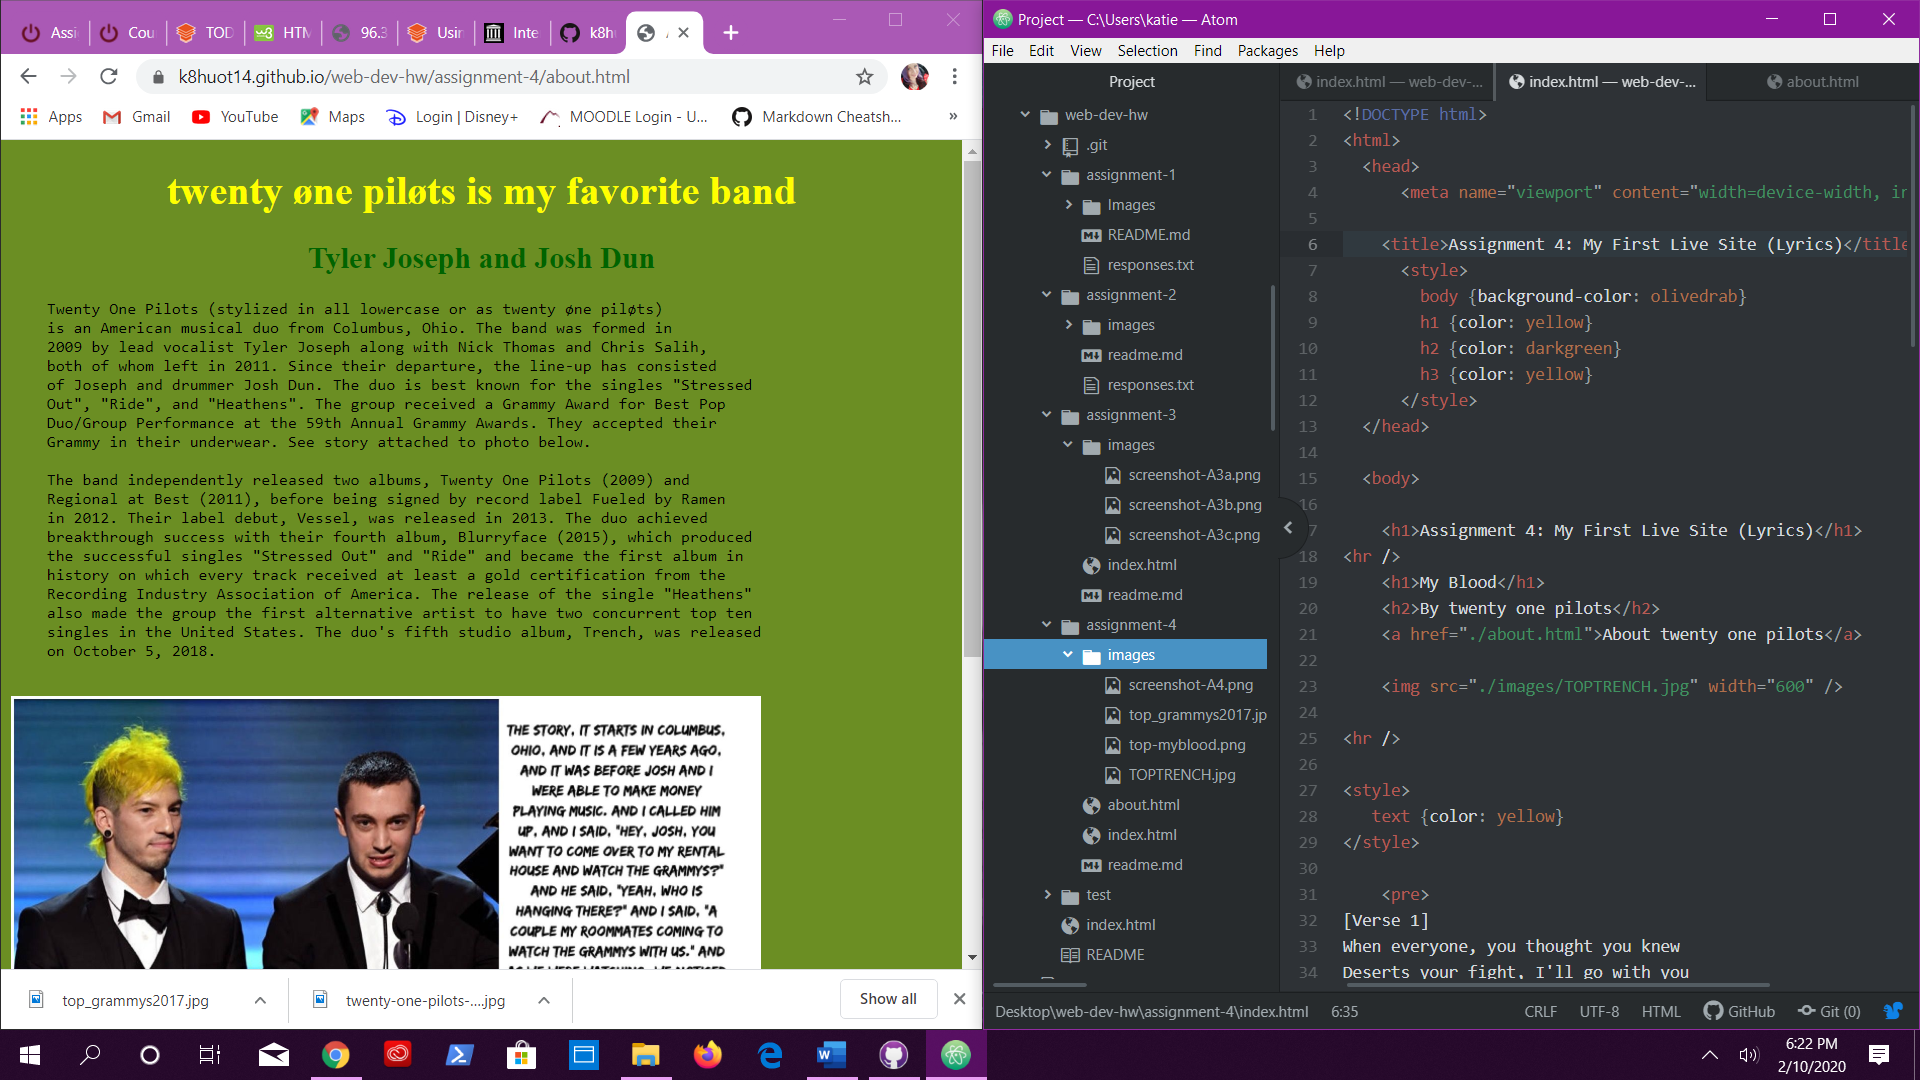 Assi
Cou
TOD
HTM
96.3
Usin
Inte
k8h
k8huot14.github.io/web-dev-hw/assignment-4/about.html
Apps
Gmail
YouTube
Maps
Login | Disney+
MOODLE Login - U...
Markdown Cheatsh...
»
twenty øne piløts is my favorite band
Tyler Joseph and Josh Dun
Twenty One Pilots (stylized in all lowercase or as twenty øne piløts)
is an American musical duo from Columbus, Ohio. The band was formed in
2009 by lead vocalist Tyler Joseph along with Nick Thomas and Chris Salih,
both of whom left in 2011. Since their departure, the line-up has consisted
of Joseph and drummer Josh Dun. The duo is best known for the singles "Stressed
Out", "Ride", and "Heathens". The group received a Grammy Award for Best Pop
Duo/Group Performance at the 59th Annual Grammy Awards. They accepted their
Grammy in their underwear. See story attached to photo below.
The band independently released two albums, Twenty One Pilots (2009) and
Regional at Best (2011), before being signed by record label Fueled by Ramen
in 2012. Their label debut, Vessel, was released in 2013. The duo achieved
breakthrough success with their fourth album, Blurryface (2015), which produced
the successful singles "Stressed Out" and "Ride" and became the first album in
history on which every track received at least a gold certification from the
Recording Industry Association of America. The release of the single "Heathens"
also made the group the first alternative artist to have two concurrent top ten
singles in the United States. The duo's fifth studio album, Trench, was released
on October 5, 2018.
THE STORY, IT STARTS IN COLUMBUS,
OHIO, AND IT IS A FEW YEARS AGO,
AND IT WAS BEFORE JOSH AND I
WERE ABLE TO MAKE MONEY
PLAYING MUSIC. AND I CALLED HIM
UP, AND I SAID, "HEY, JOSH, YOU
WANT TO COME OVER TO MY RENTAL
HOUSE AND WATCH THE GRAMMYS?"
AND HE SAID, "YEAH, WHO IS
HANGING THERE?" AND I SAID, "A
COUPLE MY ROOMMATES COMING TO
WATCH THE GRAMMYS WITH US." AND
AS WE WERE WATCHING, WE NOTICED
top_grammys2017.jpg
twenty-one-pilots-....jpg
Show all
Project — C:\Users\katie — Atom
File
Edit
View
Selection
Find
Packages
Help
Project
web-dev-hw
.git
assignment-1
Images
README.md
responses.txt
assignment-2
images
readme.md
responses.txt
assignment-3
images
screenshot-A3a.png
screenshot-A3b.png
screenshot-A3c.png
index.html
readme.md
assignment-4
images
screenshot-A4.png
top_grammys2017.jp
top-myblood.png
TOPTRENCH.jpg
about.html
index.html
readme.md
test
index.html
README
index.html — web-dev-...
index.html — web-dev-...
about.html
1 <!DOCTYPE html>
2 <html>
3 <head>
4 <meta name="viewport" content="width=device-width, in
5
6 <title>Assignment 4: My First Live Site (Lyrics)</title
7 <style>
8 body {background-color: olivedrab}
9 h1 {color: yellow}
10 h2 {color: darkgreen}
11 h3 {color: yellow}
12 </style>
13 </head>
14
15 <body>
16
7 <h1>Assignment 4: My First Live Site (Lyrics)</h1>
18 <hr />
19 <h1>My Blood</h1>
20 <h2>By twenty one pilots</h2>
21 <a href="./about.html">About twenty one pilots</a>
22
23 <img src="./images/TOPTRENCH.jpg" width="600" />
24
25 <hr />
26
27 <style>
28 text {color: yellow}
29 </style>
30
31 <pre>
32 [Verse 1]
33 When everyone, you thought you knew
34 Deserts your fight, I'll go with you
Desktop\web-dev-hw\assignment-4\index.html
6:35
CRLF
UTF-8
HTML
GitHub
Git (0)
6:22 PM
2/10/2020